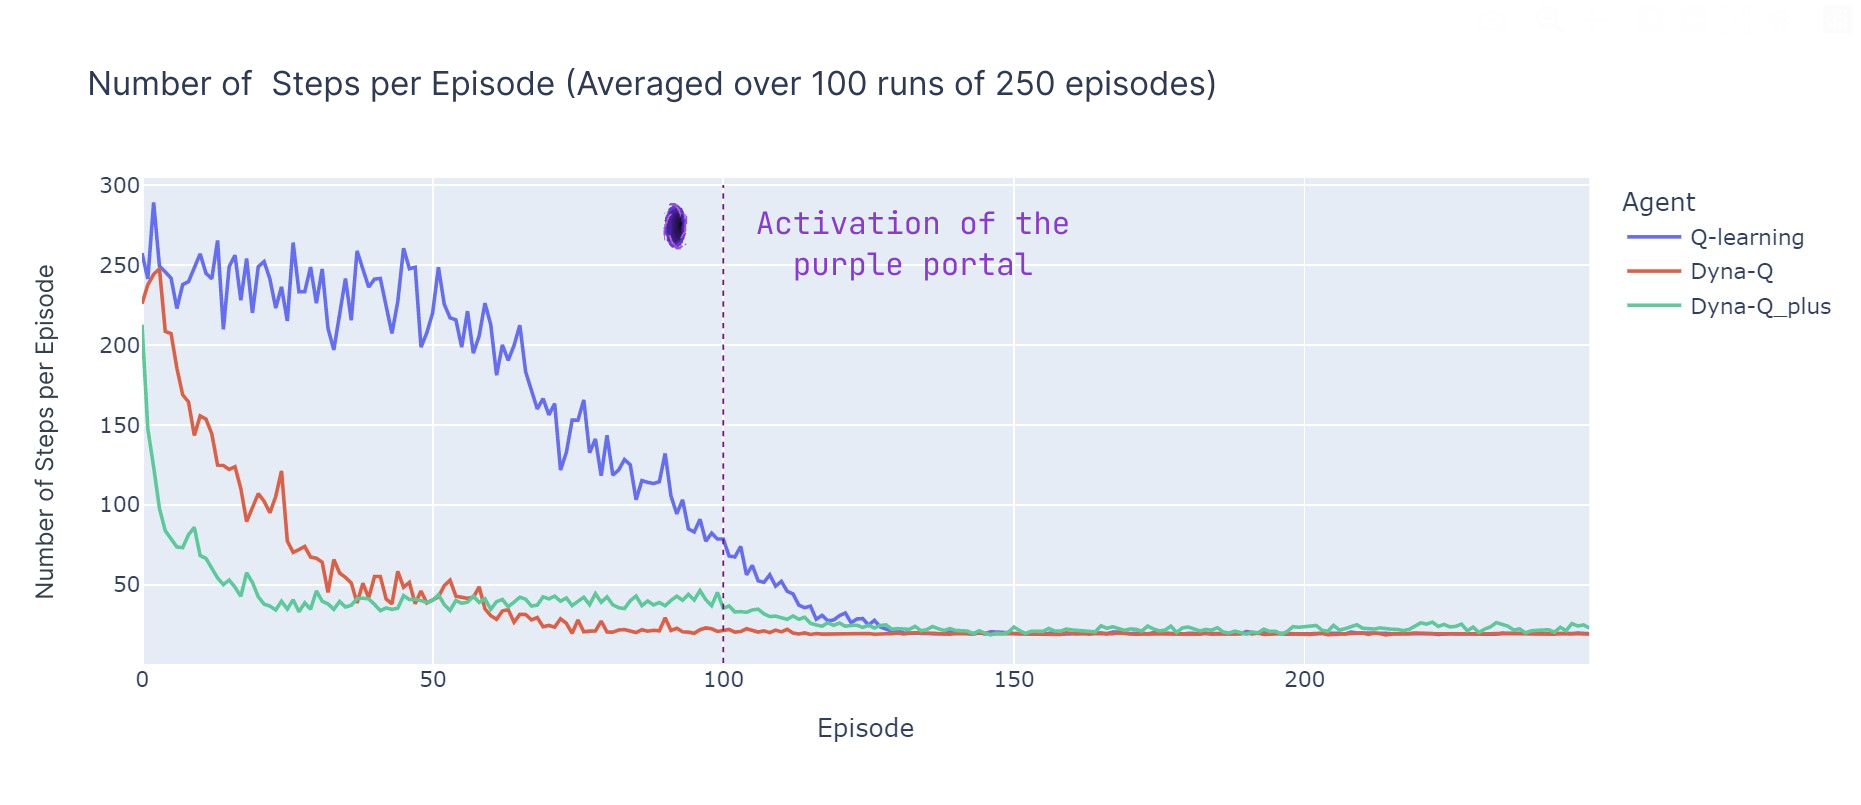 Number of  Steps per Episode (Averaged over 100 runs of 250 episodes)
Number of Steps per Episode
300
250
200
150
100
50
Activation of the
purple portal
Agent
Q-learning
Dyna-Q
Dyna-Q_plus
0
50
100
150
200
Episode